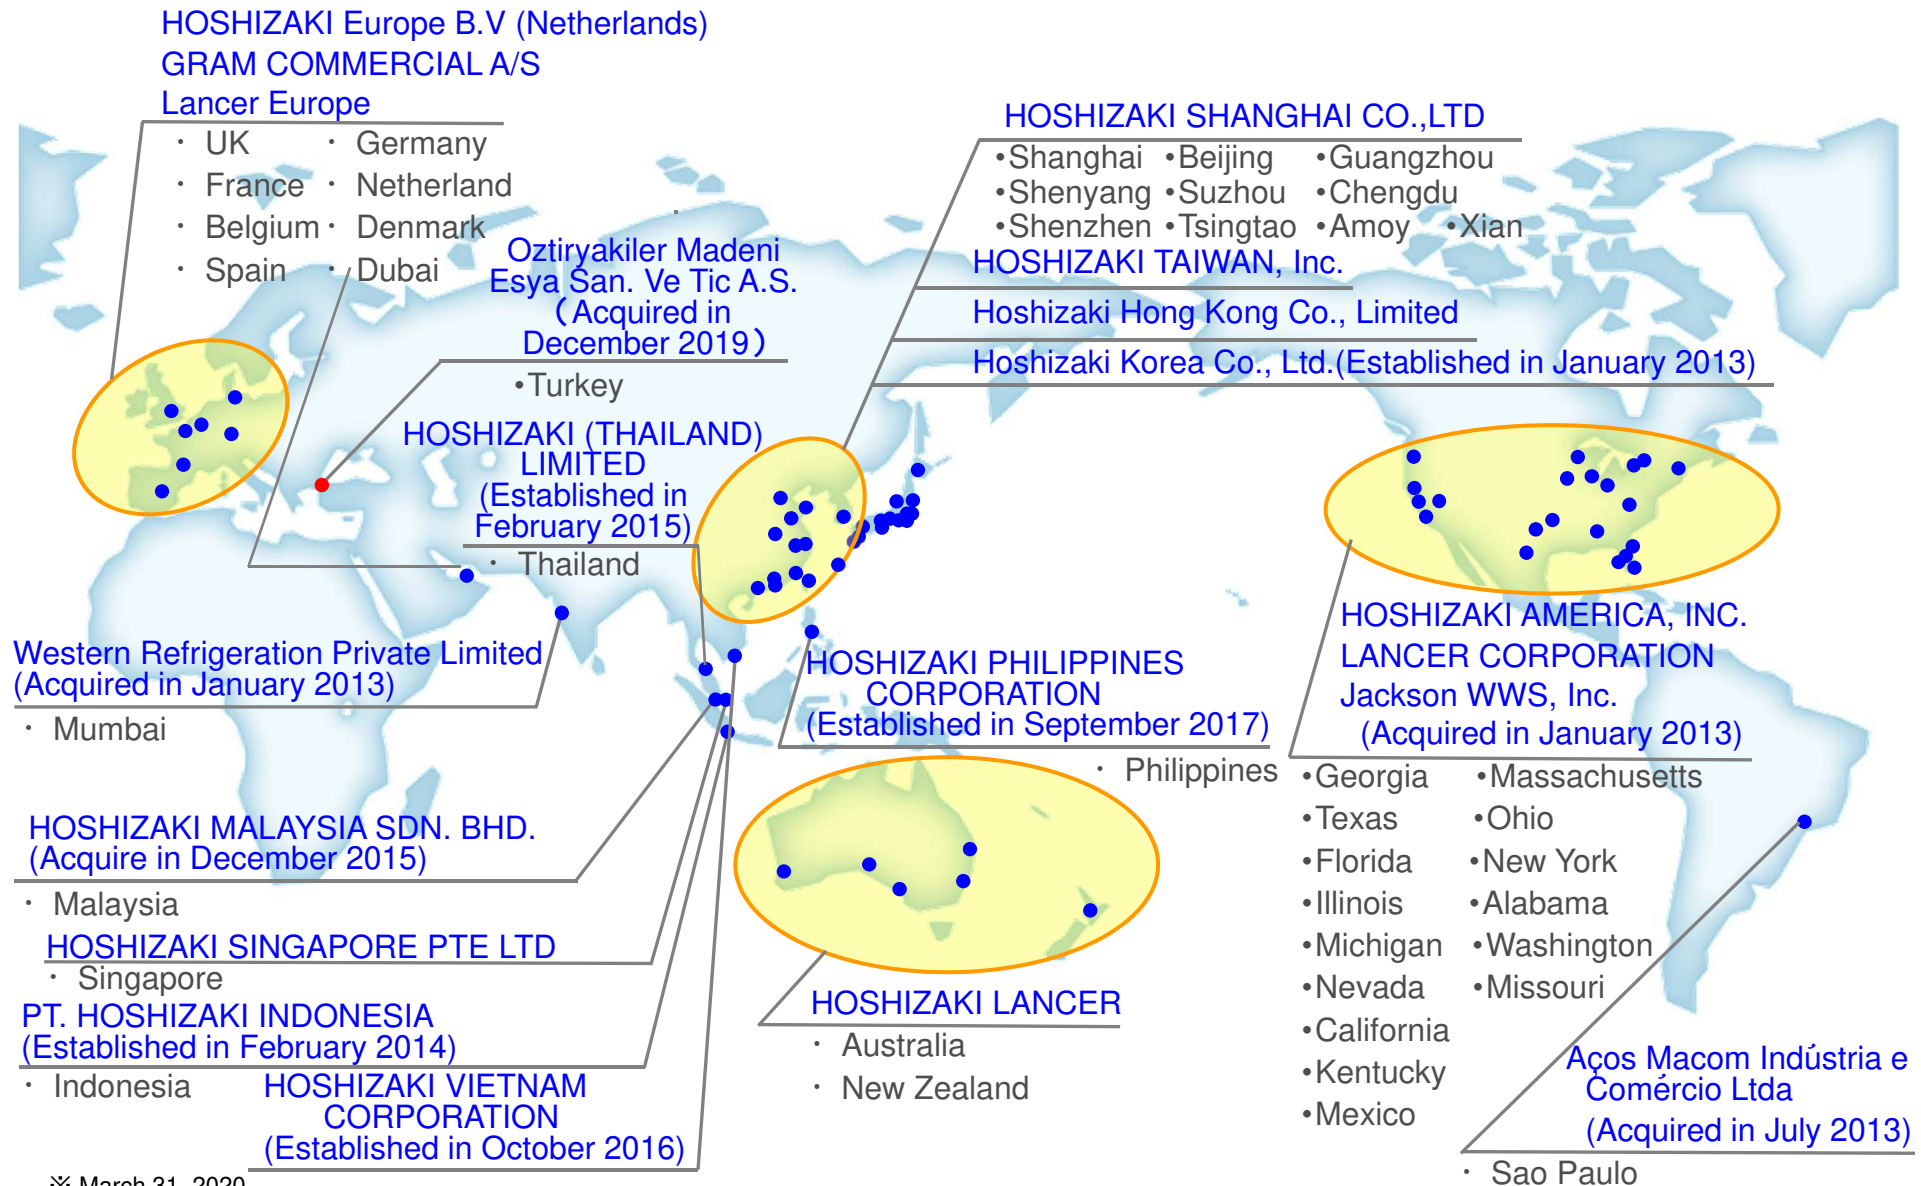 HOSHIZAKI Europe B.V (Netherlands)
GRAM COMMERCIAL A/S
Lancer Europe
・ UK ・ Germany
・ France ・ Netherland
・ Belgium ・ Denmark
・ Spain ・ Dubai
Oztiryakiler Madeni
Esya San. Ve Tic A.S.
（Acquired in
December 2019）
•Turkey
HOSHIZAKI (THAILAND)
LIMITED
(Established in
February 2015)
・ Thailand
HOSHIZAKI SHANGHAI CO.,LTD
•Shanghai •Beijing •Guangzhou
•Shenyang •Suzhou •Chengdu
•Shenzhen •Tsingtao •Amoy •Xian
HOSHIZAKI TAIWAN, Inc.
Hoshizaki Hong Kong Co., Limited
Hoshizaki Korea Co., Ltd.(Established in January 2013)
Western Refrigeration Private Limited
(Acquired in January 2013)
・ Mumbai
HOSHIZAKI PHILIPPINES
CORPORATION
(Established in September 2017)
・ Philippines
HOSHIZAKI AMERICA, INC.
LANCER CORPORATION
Jackson WWS, Inc.
(Acquired in January 2013)
•Georgia •Massachusetts
•Texas •Ohio
•Florida •New York
•Illinois •Alabama
•Michigan •Washington
•Nevada •Missouri
•California
•Kentucky
•Mexico
HOSHIZAKI MALAYSIA SDN. BHD.
(Acquire in December 2015)
・ Malaysia
HOSHIZAKI SINGAPORE PTE LTD
・ Singapore
PT. HOSHIZAKI INDONESIA
(Established in February 2014)
・ Indonesia
HOSHIZAKI VIETNAM
CORPORATION
(Established in October 2016)
HOSHIZAKI LANCER
・ Australia
・ New Zealand
Aços Macom Indústria e
Comércio Ltda
(Acquired in July 2013)
・ Sao Paulo
※ March 31, 2020